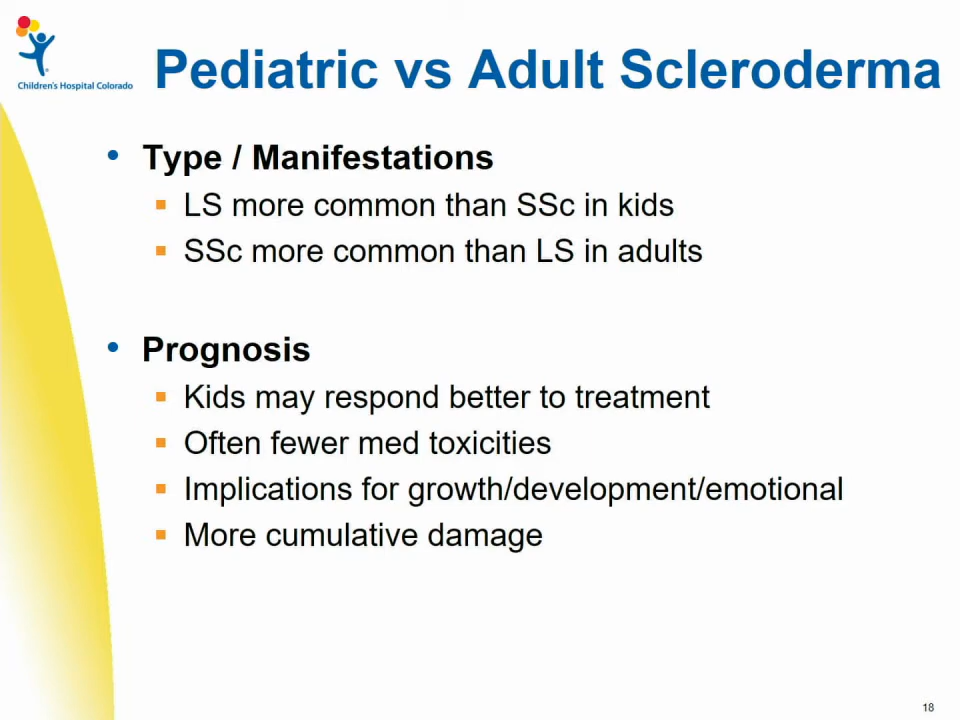 Children's Hospital Colorado
Pediatric vs Adult Scleroderma
• Type / Manifestations
▪ LS more common than SSc in kids
▪ SSc more common than LS in adults
• Prognosis
▪ Kids may respond better to treatment
▪ Often fewer med toxicities
▪ Implications for growth/development/emotional
▪ More cumulative damage
18